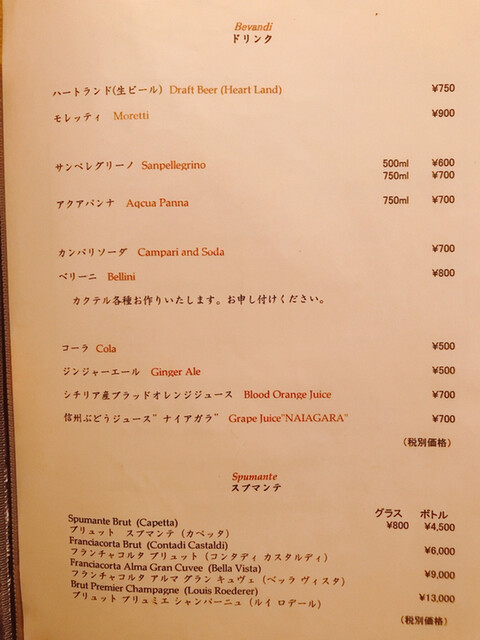 Bevandi
ドリンク
ハートランド(生ビール) Draft Beer (Heart Land) ¥750
モレッティ Moretti ¥900
サンペレグリーノ Sanpellegrino 500ml ¥600
750ml ¥700
アクアパンナ Aqcua Panna 750ml ¥700
カンパリソーダ Campari and Soda ¥700
ベリーニ Bellini ¥800
カクテル各種お作りいたします。お申し付けください。
コーラ Cola ¥500
ジンジャーエール Ginger Ale ¥500
シチリア産ブラッドオレンジジュース Blood Orange Juice ¥700
信州ぶどうジュース"ナイアガラ" Grape Juice"NAIAGARA" ¥700
(税別価格)
Spumante
スプマンテ
グラス ボトル
Spumante Brut (Capetta) ¥800 ¥4,500
ブリュット スプマンテ (カペッタ)
Franciacorta Brut (Contadi Castaldi) ¥6,000
フランチャコルタ ブリュット (コンタディ カスタルディ)
Franciacorta Alma Gran Cuvee (Bella Vista) ¥9,000
フランチャコルタ アルマ グラン キュヴェ (ベッラ ヴィスタ)
Brut Premier Champagne (Louis Roederer) ¥13,000
ブリュット プリュミエ シャンパーニュ (ルイ ロデール)
(税別価格)